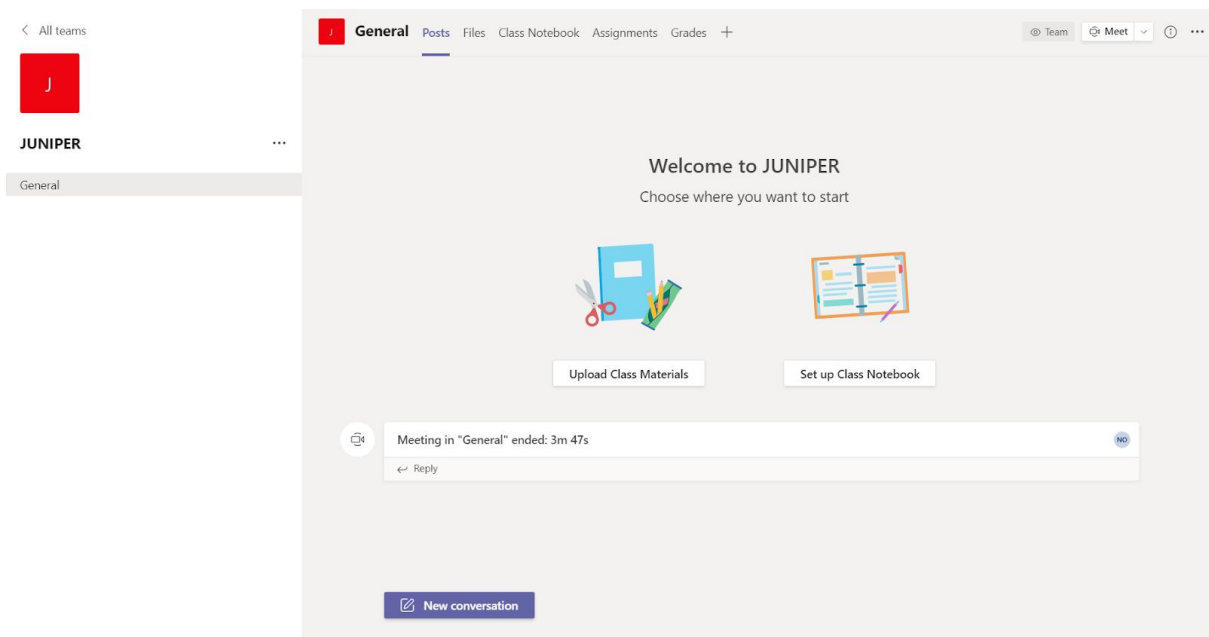 All teams
J
JUNIPER
General
J General Posts Files Class Notebook Assignments Grades
Team Meet
Welcome to JUNIPER
Choose where you want to start
Upload Class Materials Set up Class Notebook
Meeting in "General" ended: 3m 47s NO
Reply
New conversation